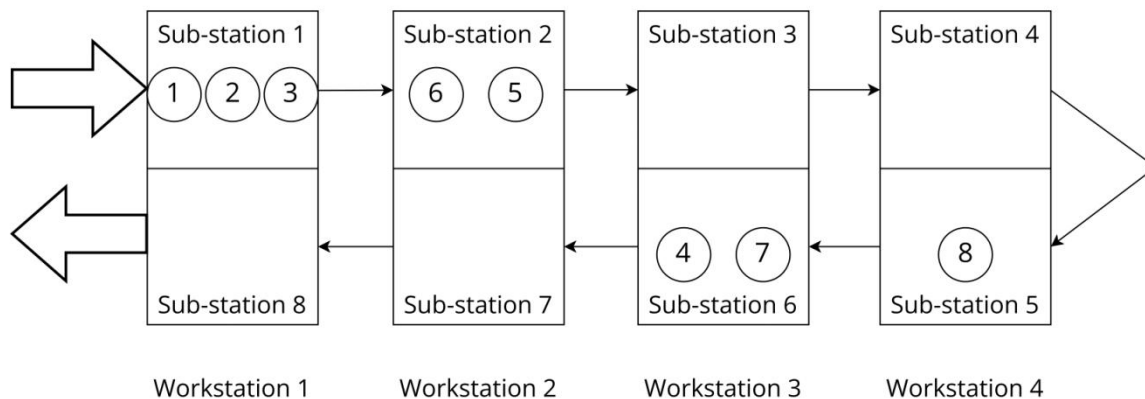 Sub-station 1 Sub-station 2 Sub-station 3 Sub-station 4
1 2 3 6 5
4 7 8
Sub-station 8 Sub-station 7 Sub-station 6 Sub-station 5
Workstation 1 Workstation 2 Workstation 3 Workstation 4